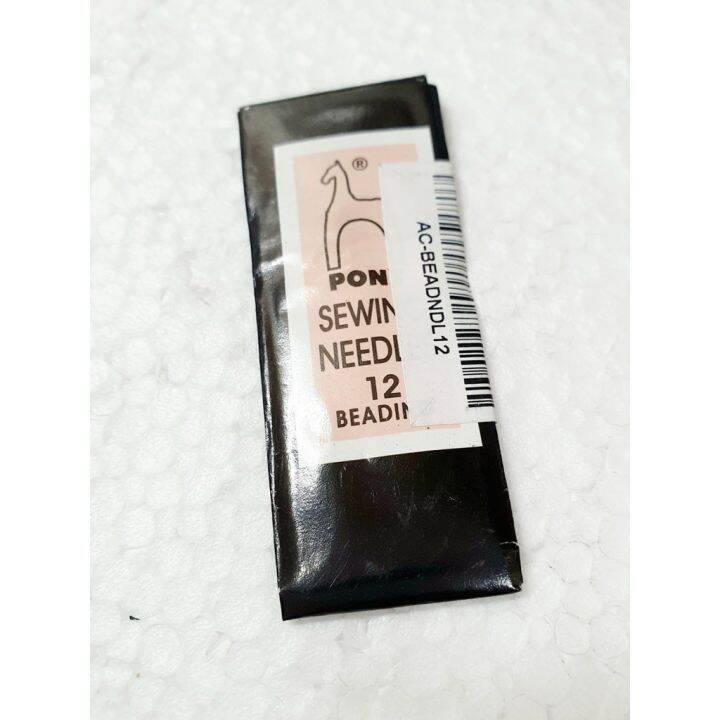 ®
PON
SEWIN
NEEDL
12
BEADIN
AC-BEADNDL12